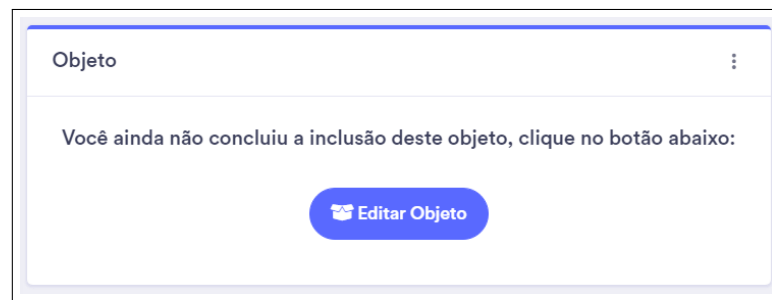 Objeto
Você ainda não concluiu a inclusão deste objeto, clique no botão abaixo:
Editar Objeto